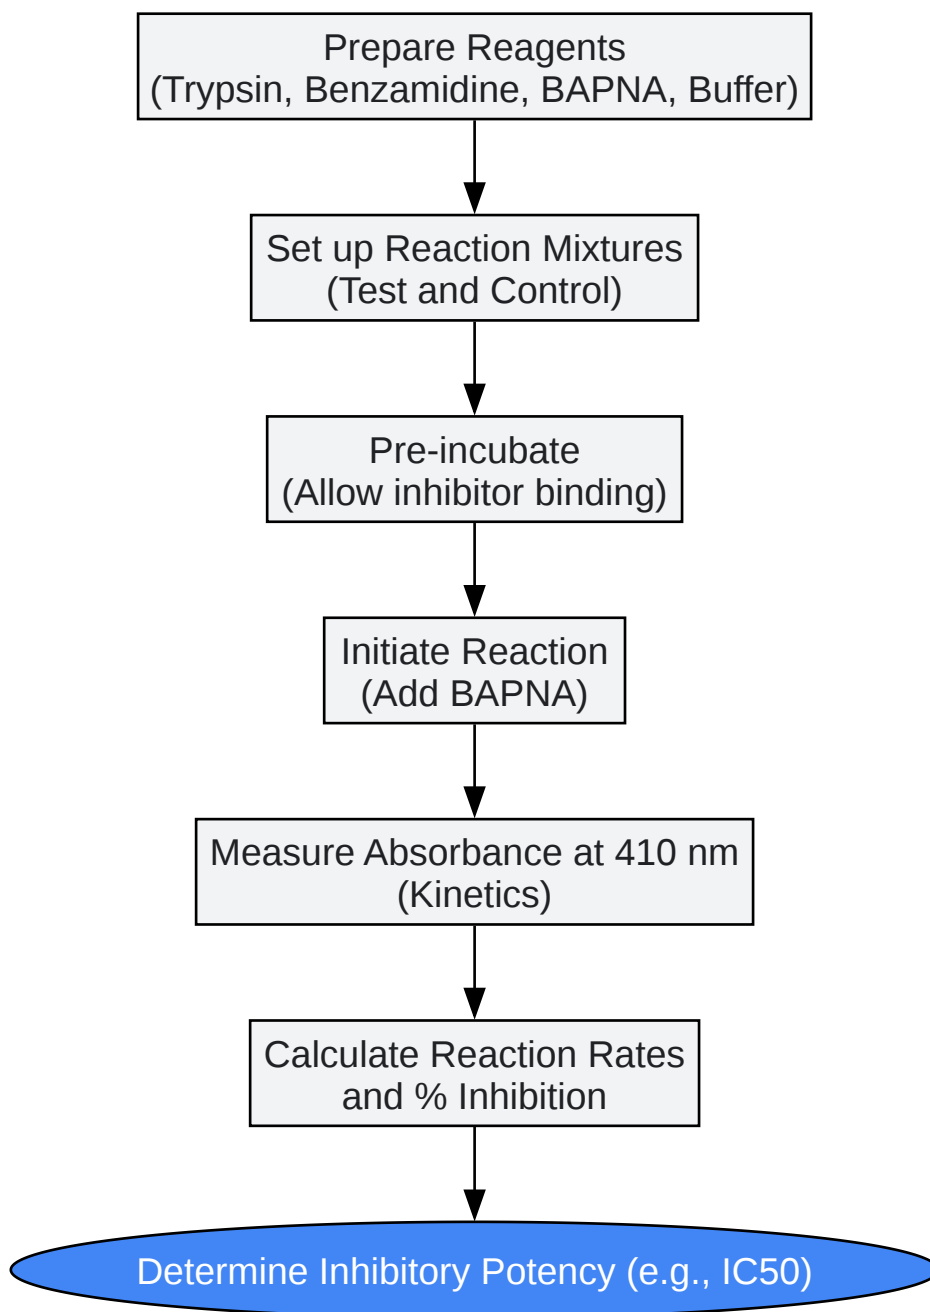 Prepare Reagents
(Trypsin, Benzamidine, BAPNA, Buffer)
Set up Reaction Mixtures
(Test and Control)
Pre-incubate
(Allow inhibitor binding)
Initiate Reaction
(Add BAPNA)
Measure Absorbance at 410 nm
(Kinetics)
Calculate Reaction Rates
and % Inhibition
Determine Inhibitory Potency (e.g., IC50)